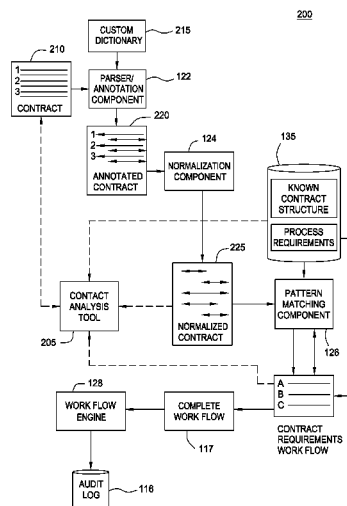 200
210
CUSTOM
DICTIONARY
215
1
2
3
CONTRACT
PARSER/
ANNOTATION
COMPONENT
122
220
1
2
3
ANNOTATED
CONTRACT
124
NORMALIZATION
COMPONENT
135
KNOWN
CONTRACT
STRUCTURE
PROCESS
REQUIREMENTS
225
CONTACT
ANALYSIS
TOOL
205
NORMALIZED
CONTRACT
PATTERN
MATCHING
COMPONENT
126
128
WORK FLOW
ENGINE
COMPLETE
WORK FLOW
117
A
B
C
CONTRACT
REQUIREMENTS
WORK FLOW
AUDIT
LOG
116